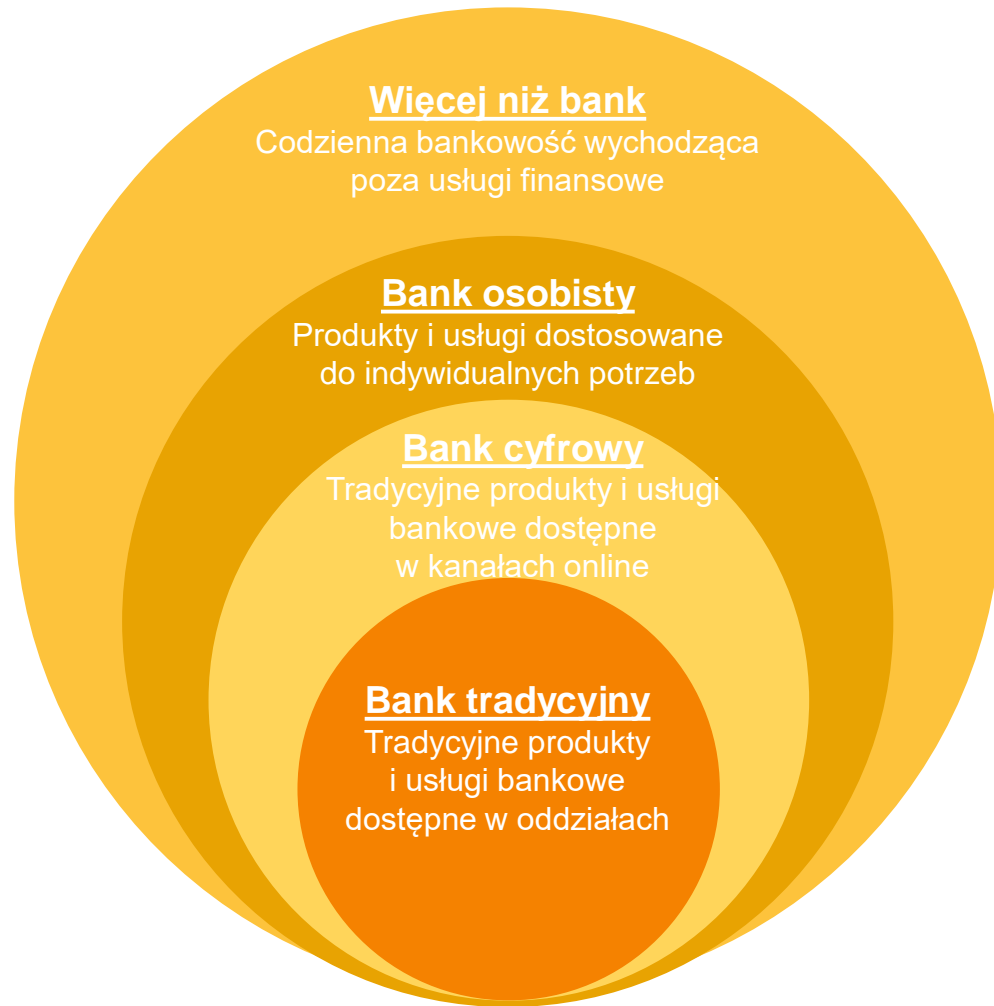 Więcej niż bank
Codzienna bankowość wychodząca
poza usługi finansowe
Bank osobisty
Produkty i usługi dostosowane
do indywidualnych potrzeb
Bank cyfrowy
Tradycyjne produkty i usługi
bankowe dostępne
w kanałach online
Bank tradycyjny
Tradycyjne produkty
i usługi bankowe
dostępne w oddziałach